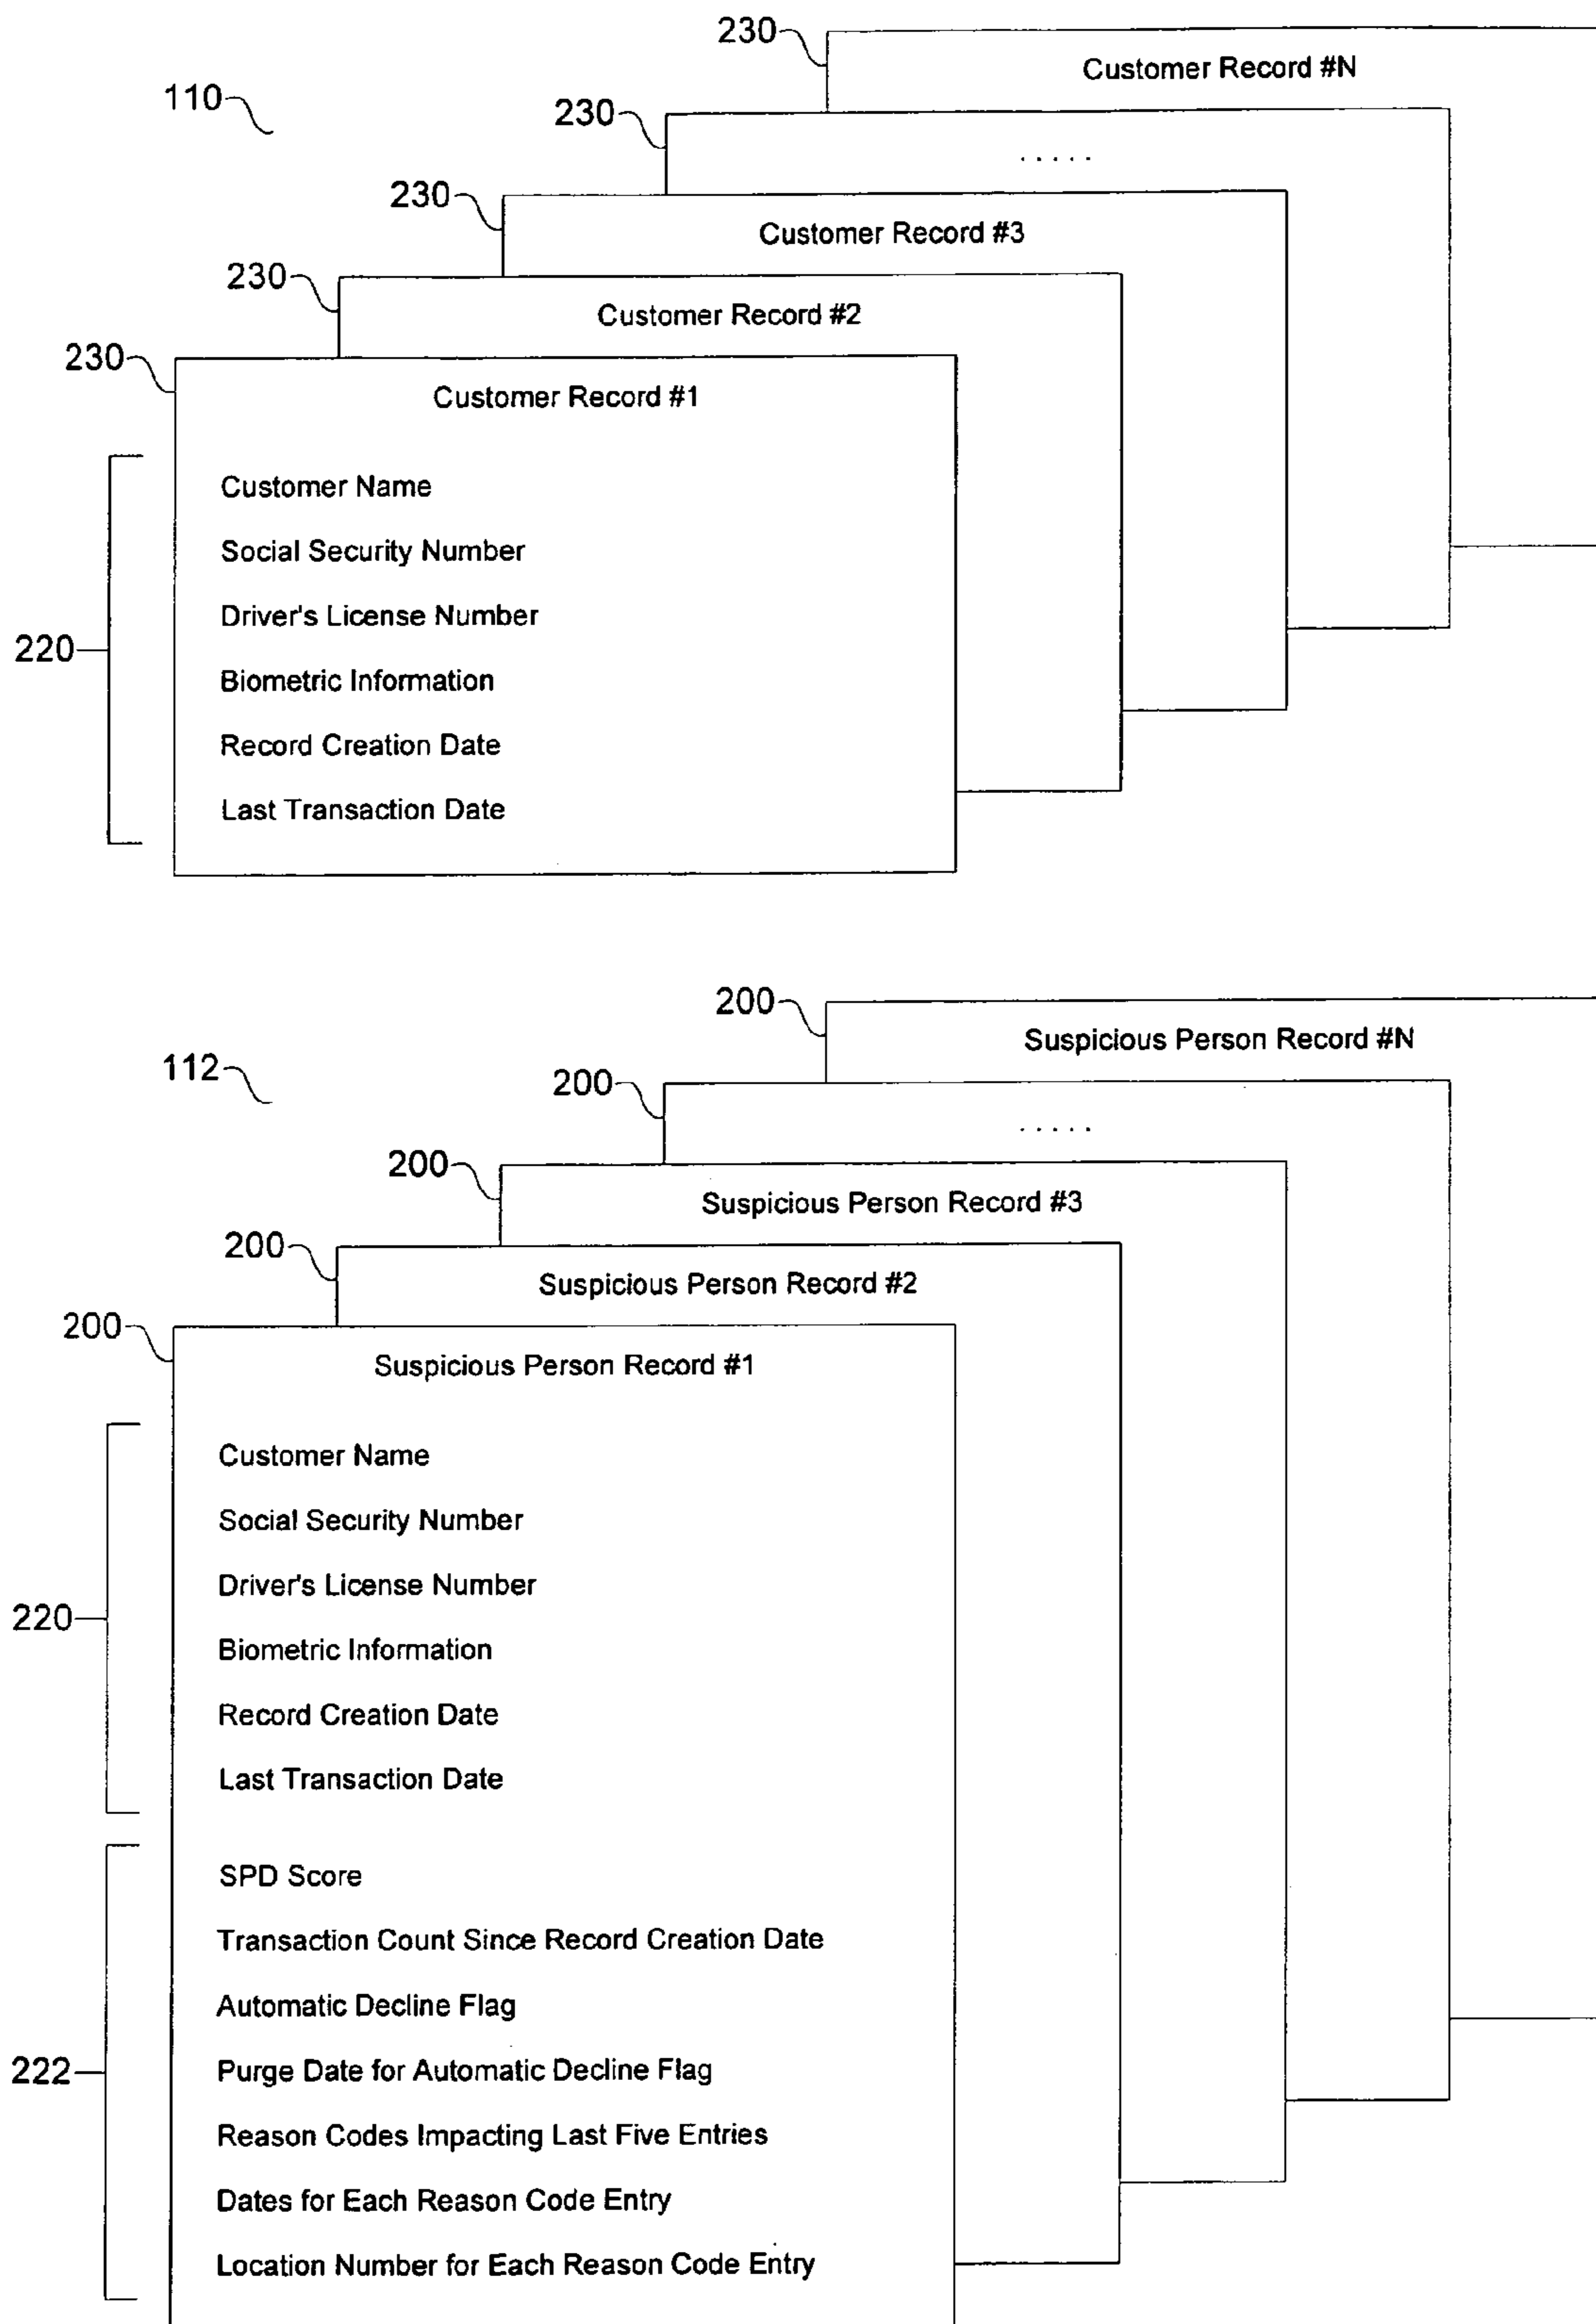 230
Customer Record #N
110
230
.....
230
Customer Record #3
230
Customer Record #2
230
Customer Record #1
Customer Name
Social Security Number
Driver's License Number
220
Biometric Information
Record Creation Date
Last Transaction Date
200
Suspicious Person Record #N
112
200
.....
200
Suspicious Person Record #3
200
Suspicious Person Record #2
200
Suspicious Person Record #1
Customer Name
Social Security Number
Driver's License Number
220
Biometric Information
Record Creation Date
Last Transaction Date
SPD Score
Transaction Count Since Record Creation Date
Automatic Decline Flag
222
Purge Date for Automatic Decline Flag
Reason Codes Impacting Last Five Entries
Dates for Each Reason Code Entry
Location Number for Each Reason Code Entry